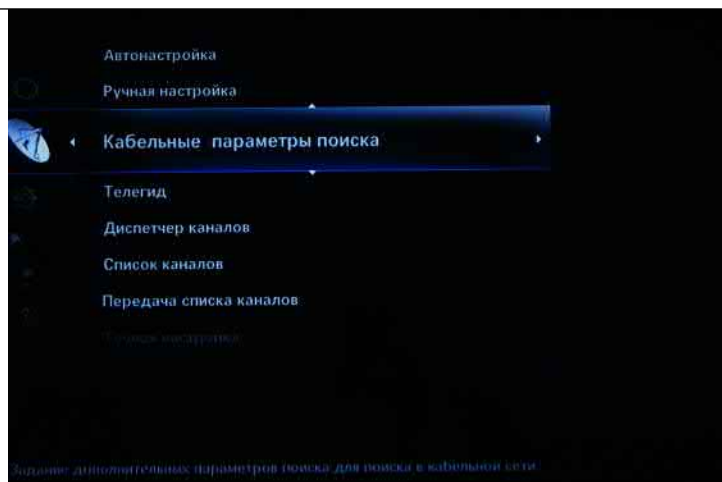 Автонастройка
Ручная настройка
Кабельные параметры поиска
Телегид
Диспетчер каналов
Список каналов
Передача списка каналов
Задание дополнительных параметров поиска для поиска в кабельной сети